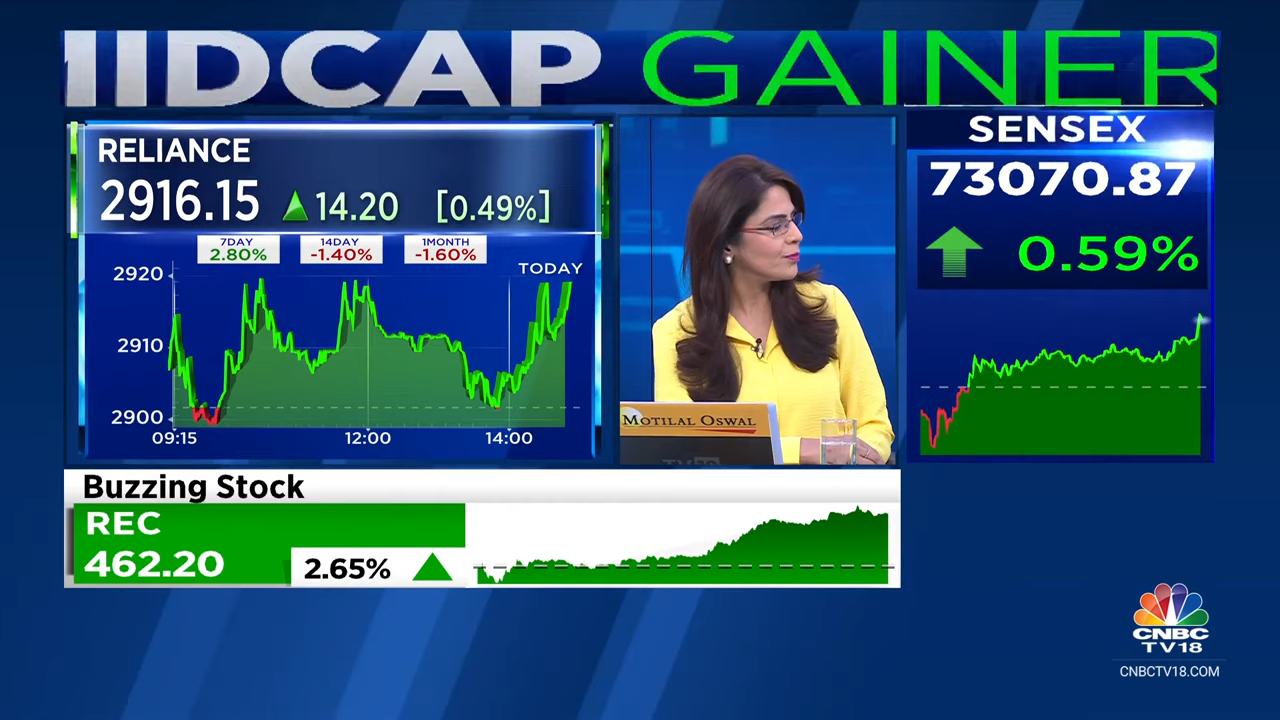 MIDCAP GAINER
RELIANCE
2916.15 ▲ 14.20 [0.49%]
7DAY
2.80%
14DAY
-1.40%
1MONTH
-1.60%
TODAY
2920
2910
2900
09:15 12:00 14:00
MOTILAL OSWAL
SENSEX
73070.87
0.59%
Buzzing Stock
REC
462.20
2.65%
CNBC
TV18
CNBCTV18.COM